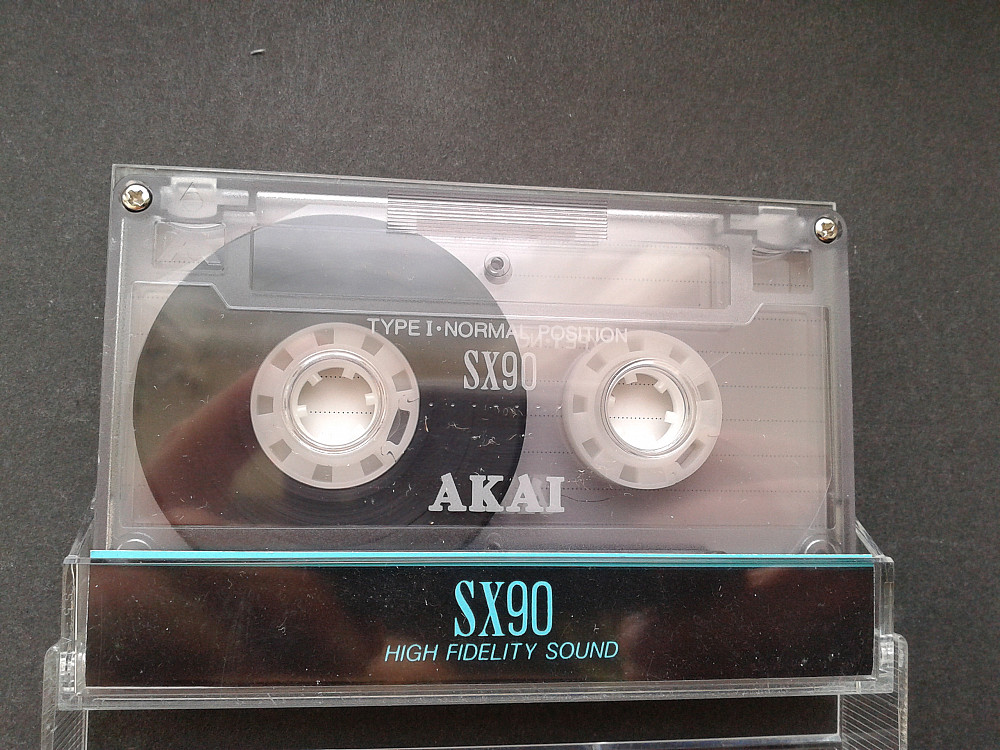 A
TYPE I·NORMAL POSITION
SX90
AKAI
SX90
HIGH FIDELITY SOUND